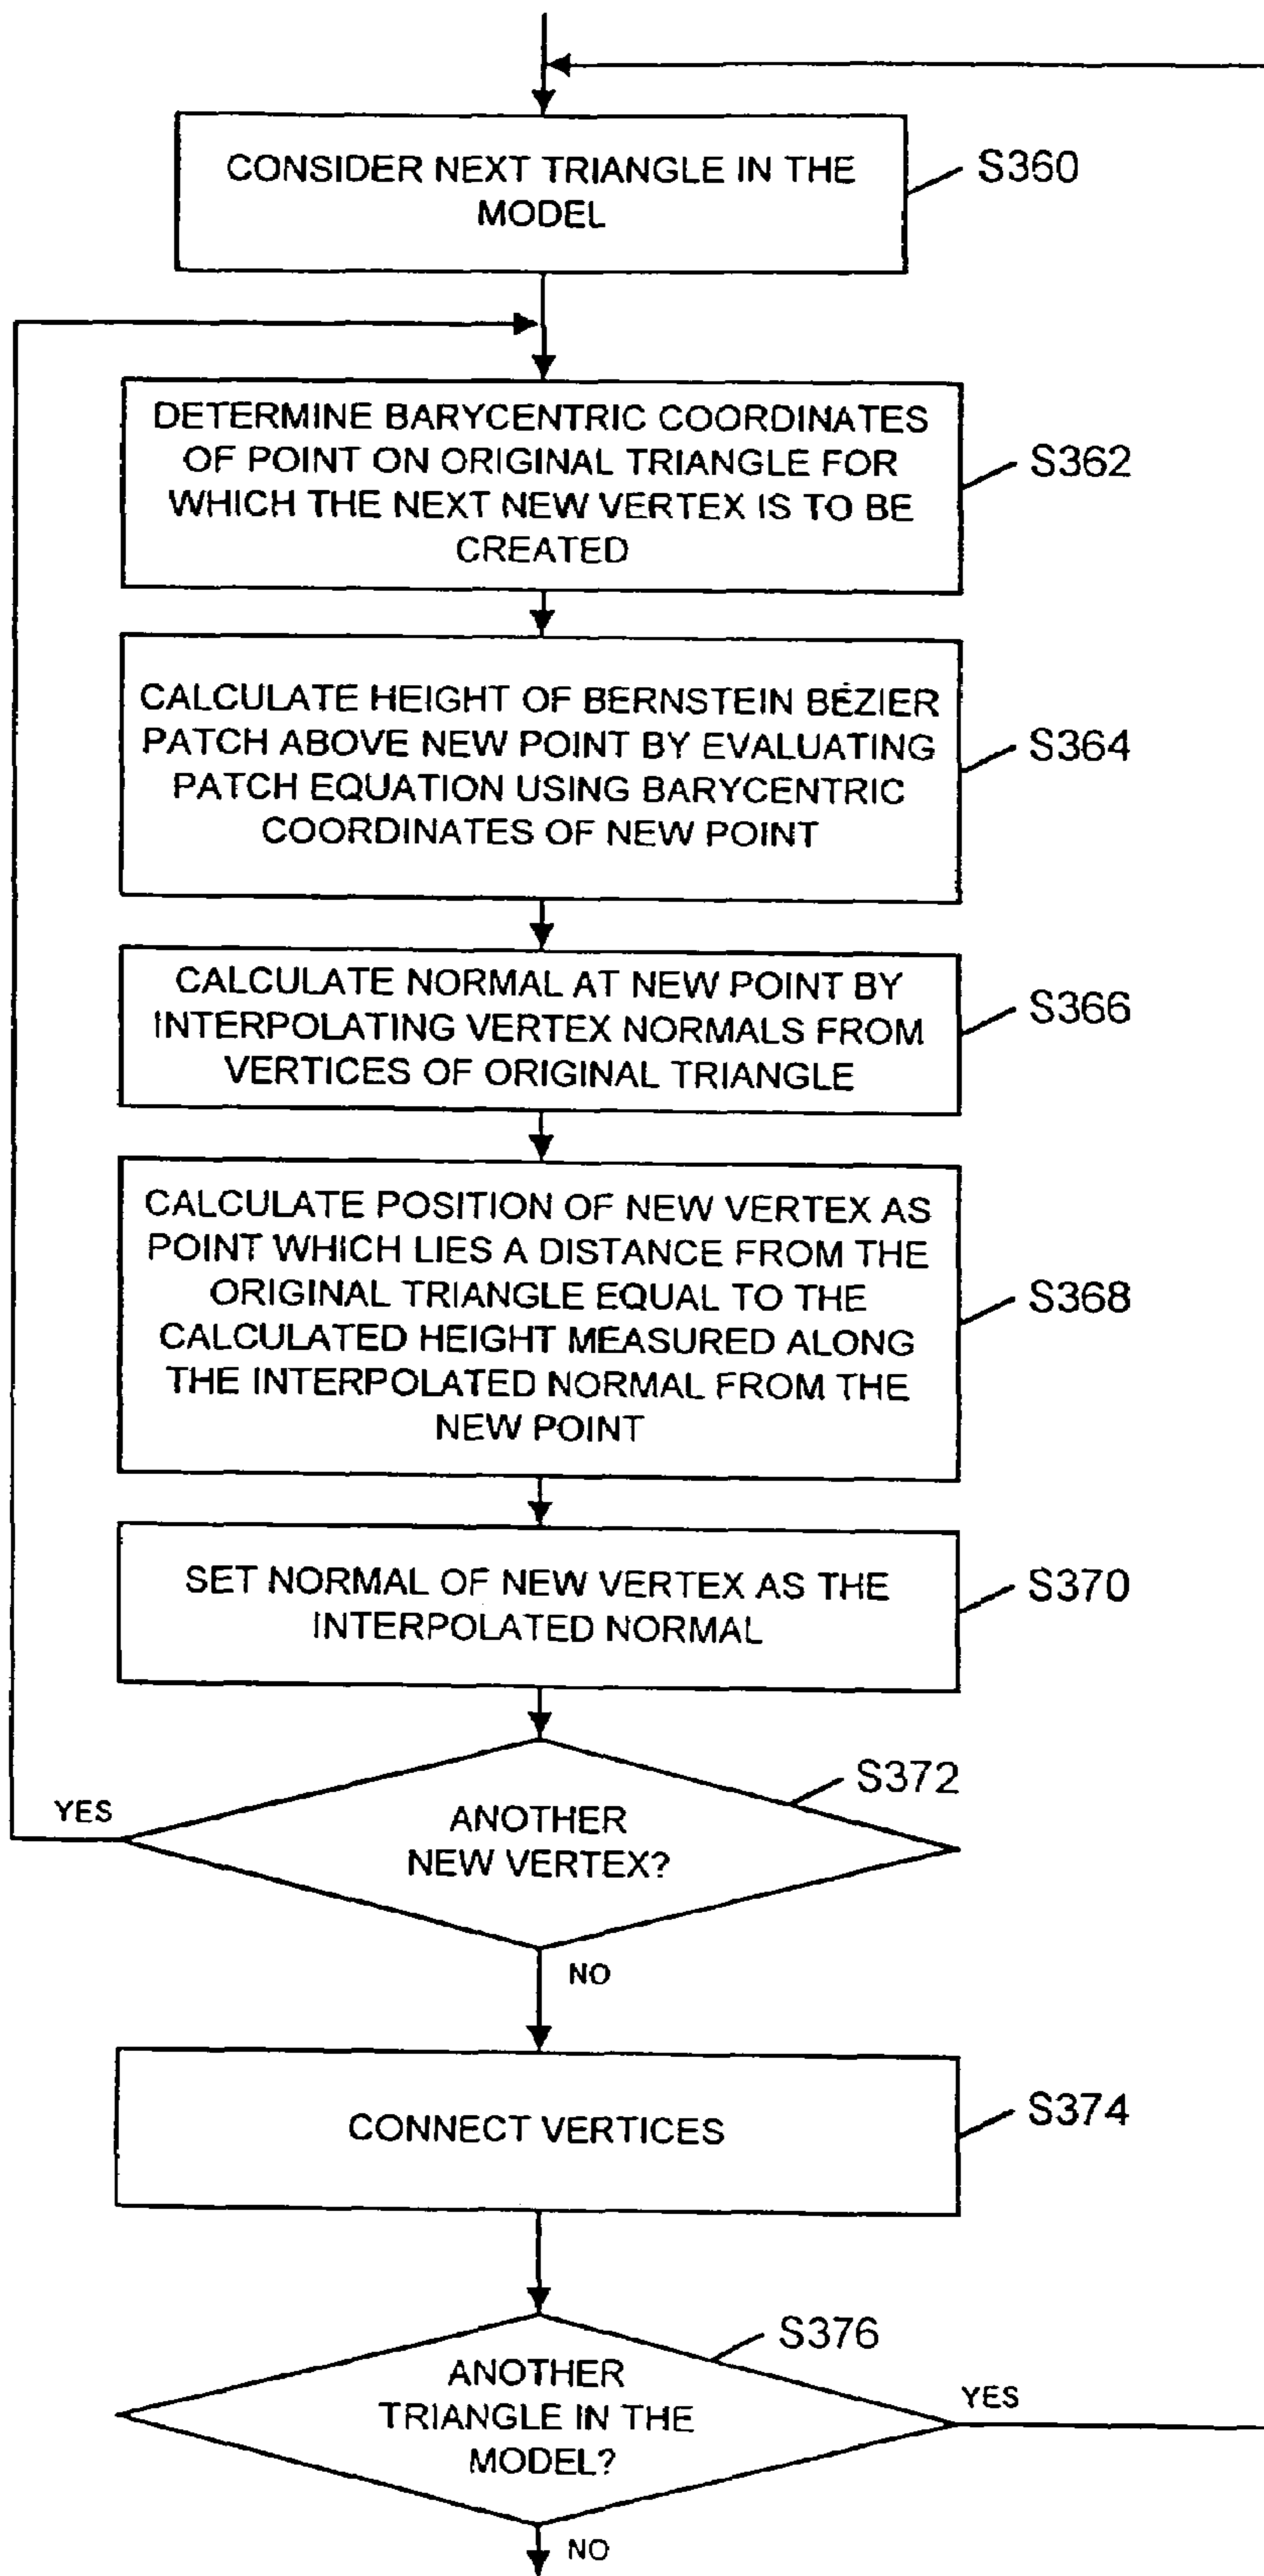 CONSIDER NEXT TRIANGLE IN THE
MODEL
S360
DETERMINE BARYCENTRIC COORDINATES
OF POINT ON ORIGINAL TRIANGLE FOR
WHICH THE NEXT NEW VERTEX IS TO BE
CREATED
S362
CALCULATE HEIGHT OF BERNSTEIN BÉZIER
PATCH ABOVE NEW POINT BY EVALUATING
PATCH EQUATION USING BARYCENTRIC
COORDINATES OF NEW POINT
S364
CALCULATE NORMAL AT NEW POINT BY
INTERPOLATING VERTEX NORMALS FROM
VERTICES OF ORIGINAL TRIANGLE
S366
CALCULATE POSITION OF NEW VERTEX AS
POINT WHICH LIES A DISTANCE FROM THE
ORIGINAL TRIANGLE EQUAL TO THE
CALCULATED HEIGHT MEASURED ALONG
THE INTERPOLATED NORMAL FROM THE
NEW POINT
S368
SET NORMAL OF NEW VERTEX AS THE
INTERPOLATED NORMAL
S370
ANOTHER
NEW VERTEX?
S372
YES
NO
CONNECT VERTICES
S374
ANOTHER
TRIANGLE IN THE
MODEL?
S376
YES
NO